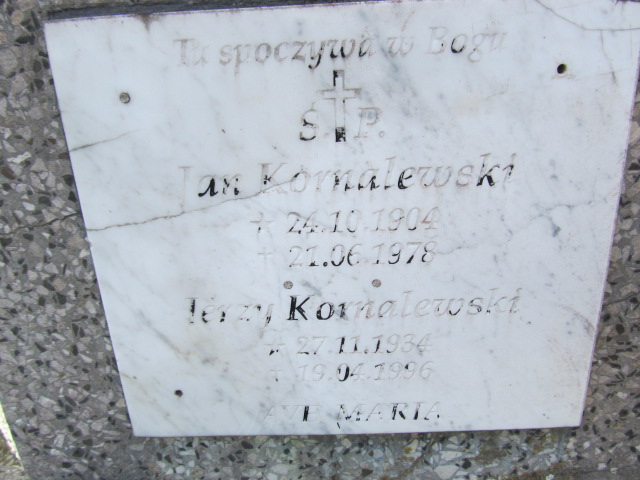 Tu spoczywa w Bogu
Ś P.
Jan Kornalewski
* 24.10.1904
+ 21.06.1978
Jerzy Kornalewski
* 27.11.1934
+ 19.04.1996
AVE MARIA